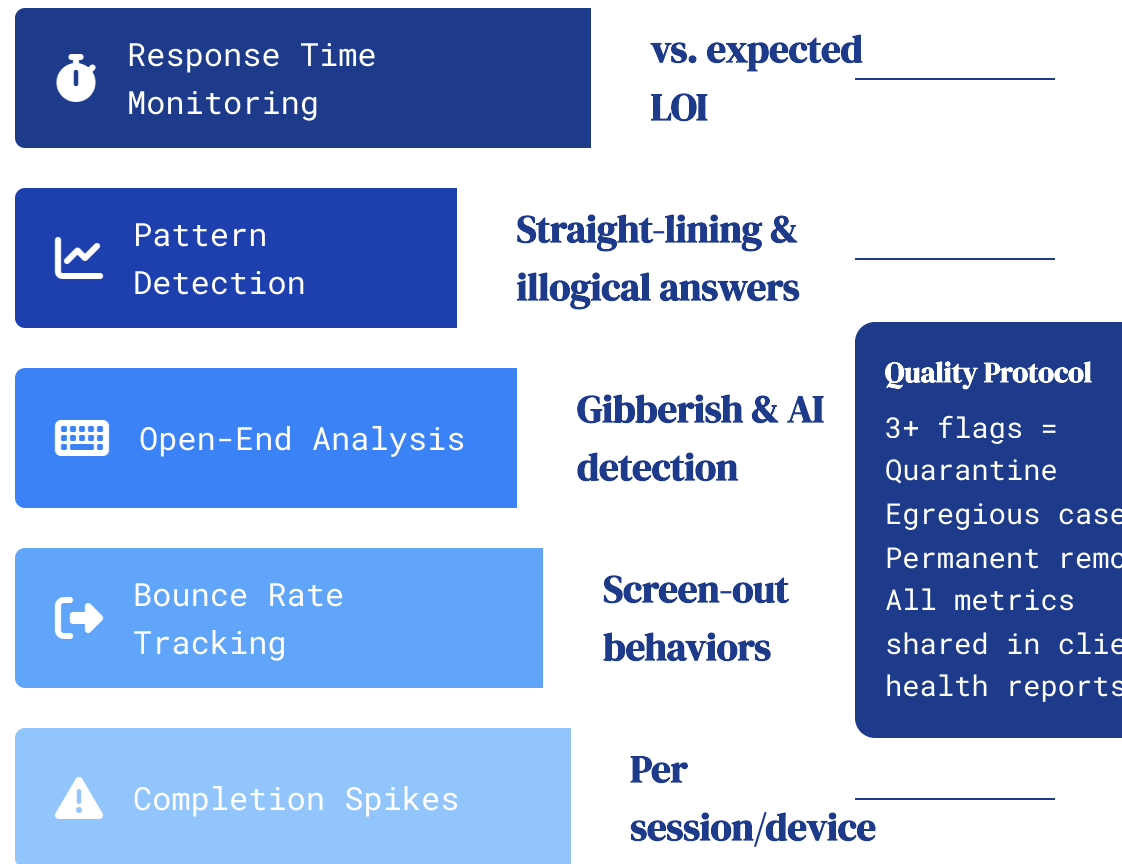 Response Time
Monitoring
vs. expected
LOI
Pattern
Detection
Straight-lining &
illogical answers
Open-End Analysis
Gibberish & AI
detection
Bounce Rate
Tracking
Screen-out
behaviors
Completion Spikes
Per
session/device
Quality Protocol
3+ flags =
Quarantine
Egregious case
Permanent
All metrics
shared in
health reports